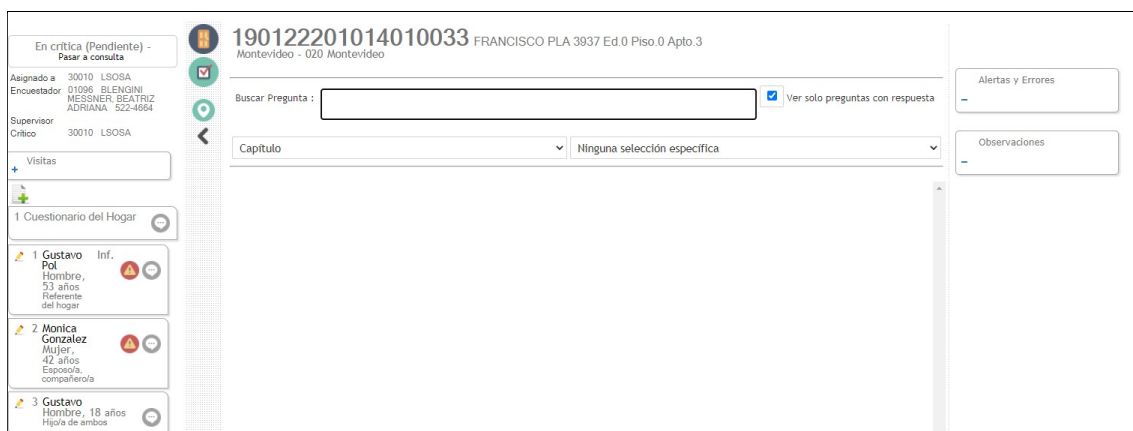 En crítica (Pendiente) -
Pasar a consulta
Asignado a 30010 LSOSA
Encuestador 01096 BLENGINI
MESSNER, BEATRIZ
ADRIANA 522-4664
Supervisor
Crítico 30010 LSOSA
Visitas
+
1 Cuestionario del Hogar
1 Gustavo Inf.
Pol
Hombre,
53 años
Referente
del hogar
2 Monica
Gonzalez
Mujer,
42 años
Esposo/a,
compañero/a
3 Gustavo
Hombre, 18 años
Hijo/a de ambos
190122201014010033 FRANCISCO PLA 3937 Ed.0 Piso.0 Apto.3
Montevideo - 020 Montevideo
Buscar Pregunta :
Ver solo preguntas con respuesta
Capítulo
Ninguna selección específica
Alertas y Errores
–
Observaciones
–